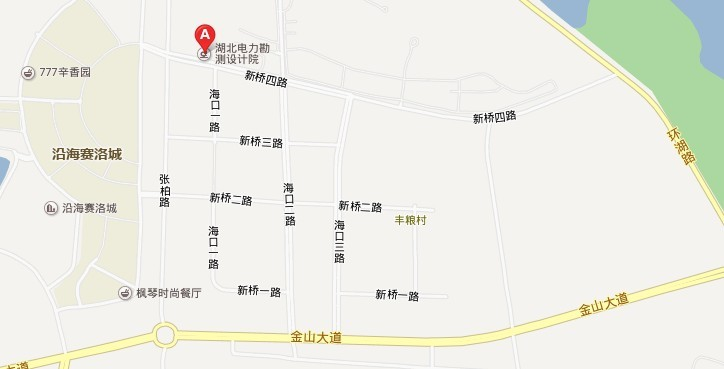 A
湖北电力勘
测设计院
777辛香园
新桥四路
新桥四路
海口一路
环湖路
新桥三路
沿海赛洛城
张柏路
海口二路
新桥二路
新桥二路
沿海赛洛城
丰粮村
海口三路
海口一路
枫琴时尚餐厅
新桥一路
新桥一路
金山大道
金山大道
大道